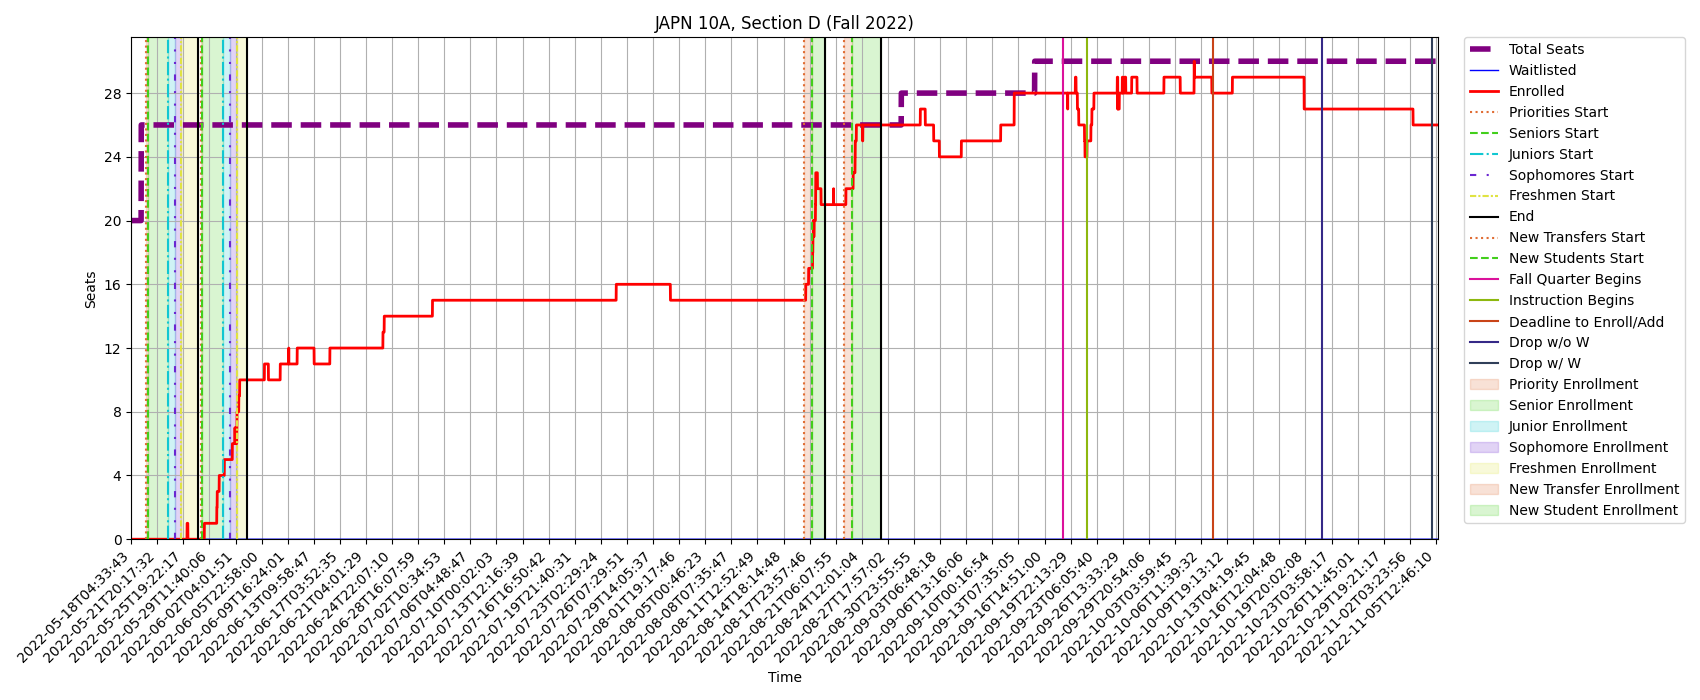 JAPN 10A, Section D (Fall 2022)
Seats
28
24
20
16
12
8
4
0
2022-05-18T04:33:43
2022-05-21T20:17:32
2022-05-25T19:22:17
2022-05-29T11:40:06
2022-06-02T04:01:51
2022-06-05T22:58:00
2022-06-09T16:24:01
2022-06-13T09:58:47
2022-06-17T03:52:35
2022-06-21T04:01:29
2022-06-24T22:07:10
2022-06-28T16:07:59
2022-07-02T10:34:53
2022-07-06T04:48:47
2022-07-10T00:02:03
2022-07-13T12:16:39
2022-07-16T16:50:42
2022-07-19T21:40:31
2022-07-23T02:29:24
2022-07-26T07:29:51
2022-07-29T14:05:37
2022-08-01T19:17:46
2022-08-05T00:46:23
2022-08-08T07:35:47
2022-08-11T12:52:49
2022-08-14T18:14:48
2022-08-17T23:57:46
2022-08-21T06:07:55
2022-08-24T12:01:04
2022-08-27T17:57:02
2022-08-30T23:55:55
2022-09-03T06:48:18
2022-09-06T13:16:06
2022-09-10T00:16:54
2022-09-13T07:35:05
2022-09-16T14:51:00
2022-09-19T22:13:29
2022-09-23T06:05:40
2022-09-26T13:33:29
2022-09-29T20:54:06
2022-10-03T03:59:45
2022-10-06T11:39:32
2022-10-09T19:13:12
2022-10-13T04:19:45
2022-10-16T12:04:48
2022-10-19T20:02:08
2022-10-23T03:58:17
2022-10-26T11:45:01
2022-10-29T19:21:17
2022-11-02T03:23:56
2022-11-05T12:46:10
Time
Total Seats
Waitlisted
Enrolled
Priorities Start
Seniors Start
Juniors Start
Sophomores Start
Freshmen Start
End
New Transfers Start
New Students Start
Fall Quarter Begins
Instruction Begins
Deadline to Enroll/Add
Drop w/o W
Drop w/ W
Priority Enrollment
Senior Enrollment
Junior Enrollment
Sophomore Enrollment
Freshmen Enrollment
New Transfer Enrollment
New Student Enrollment